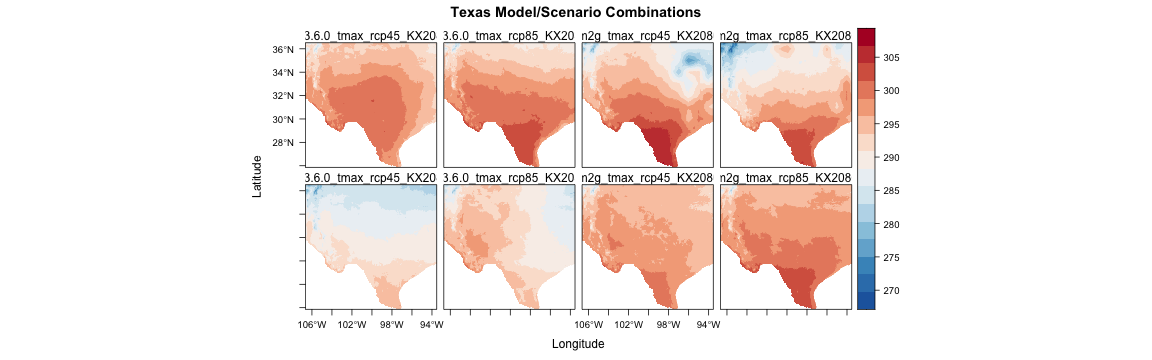 Texas Model/Scenario Combinations
3.6.0_tmax_rcp45_KX20 3.6.0_tmax_rcp85_KX20 n2g_tmax_rcp45_KX208 n2g_tmax_rcp85_KX208
36°N
34°N
32°N
30°N
28°N
305
300
295
290
285
280
275
270
Latitude
3.6.0_tmax_rcp45_KX20 3.6.0_tmax_rcp85_KX20 n2g_tmax_rcp45_KX208 n2g_tmax_rcp85_KX208
106°W 102°W 98°W 94°W 106°W 102°W 98°W 94°W
Longitude